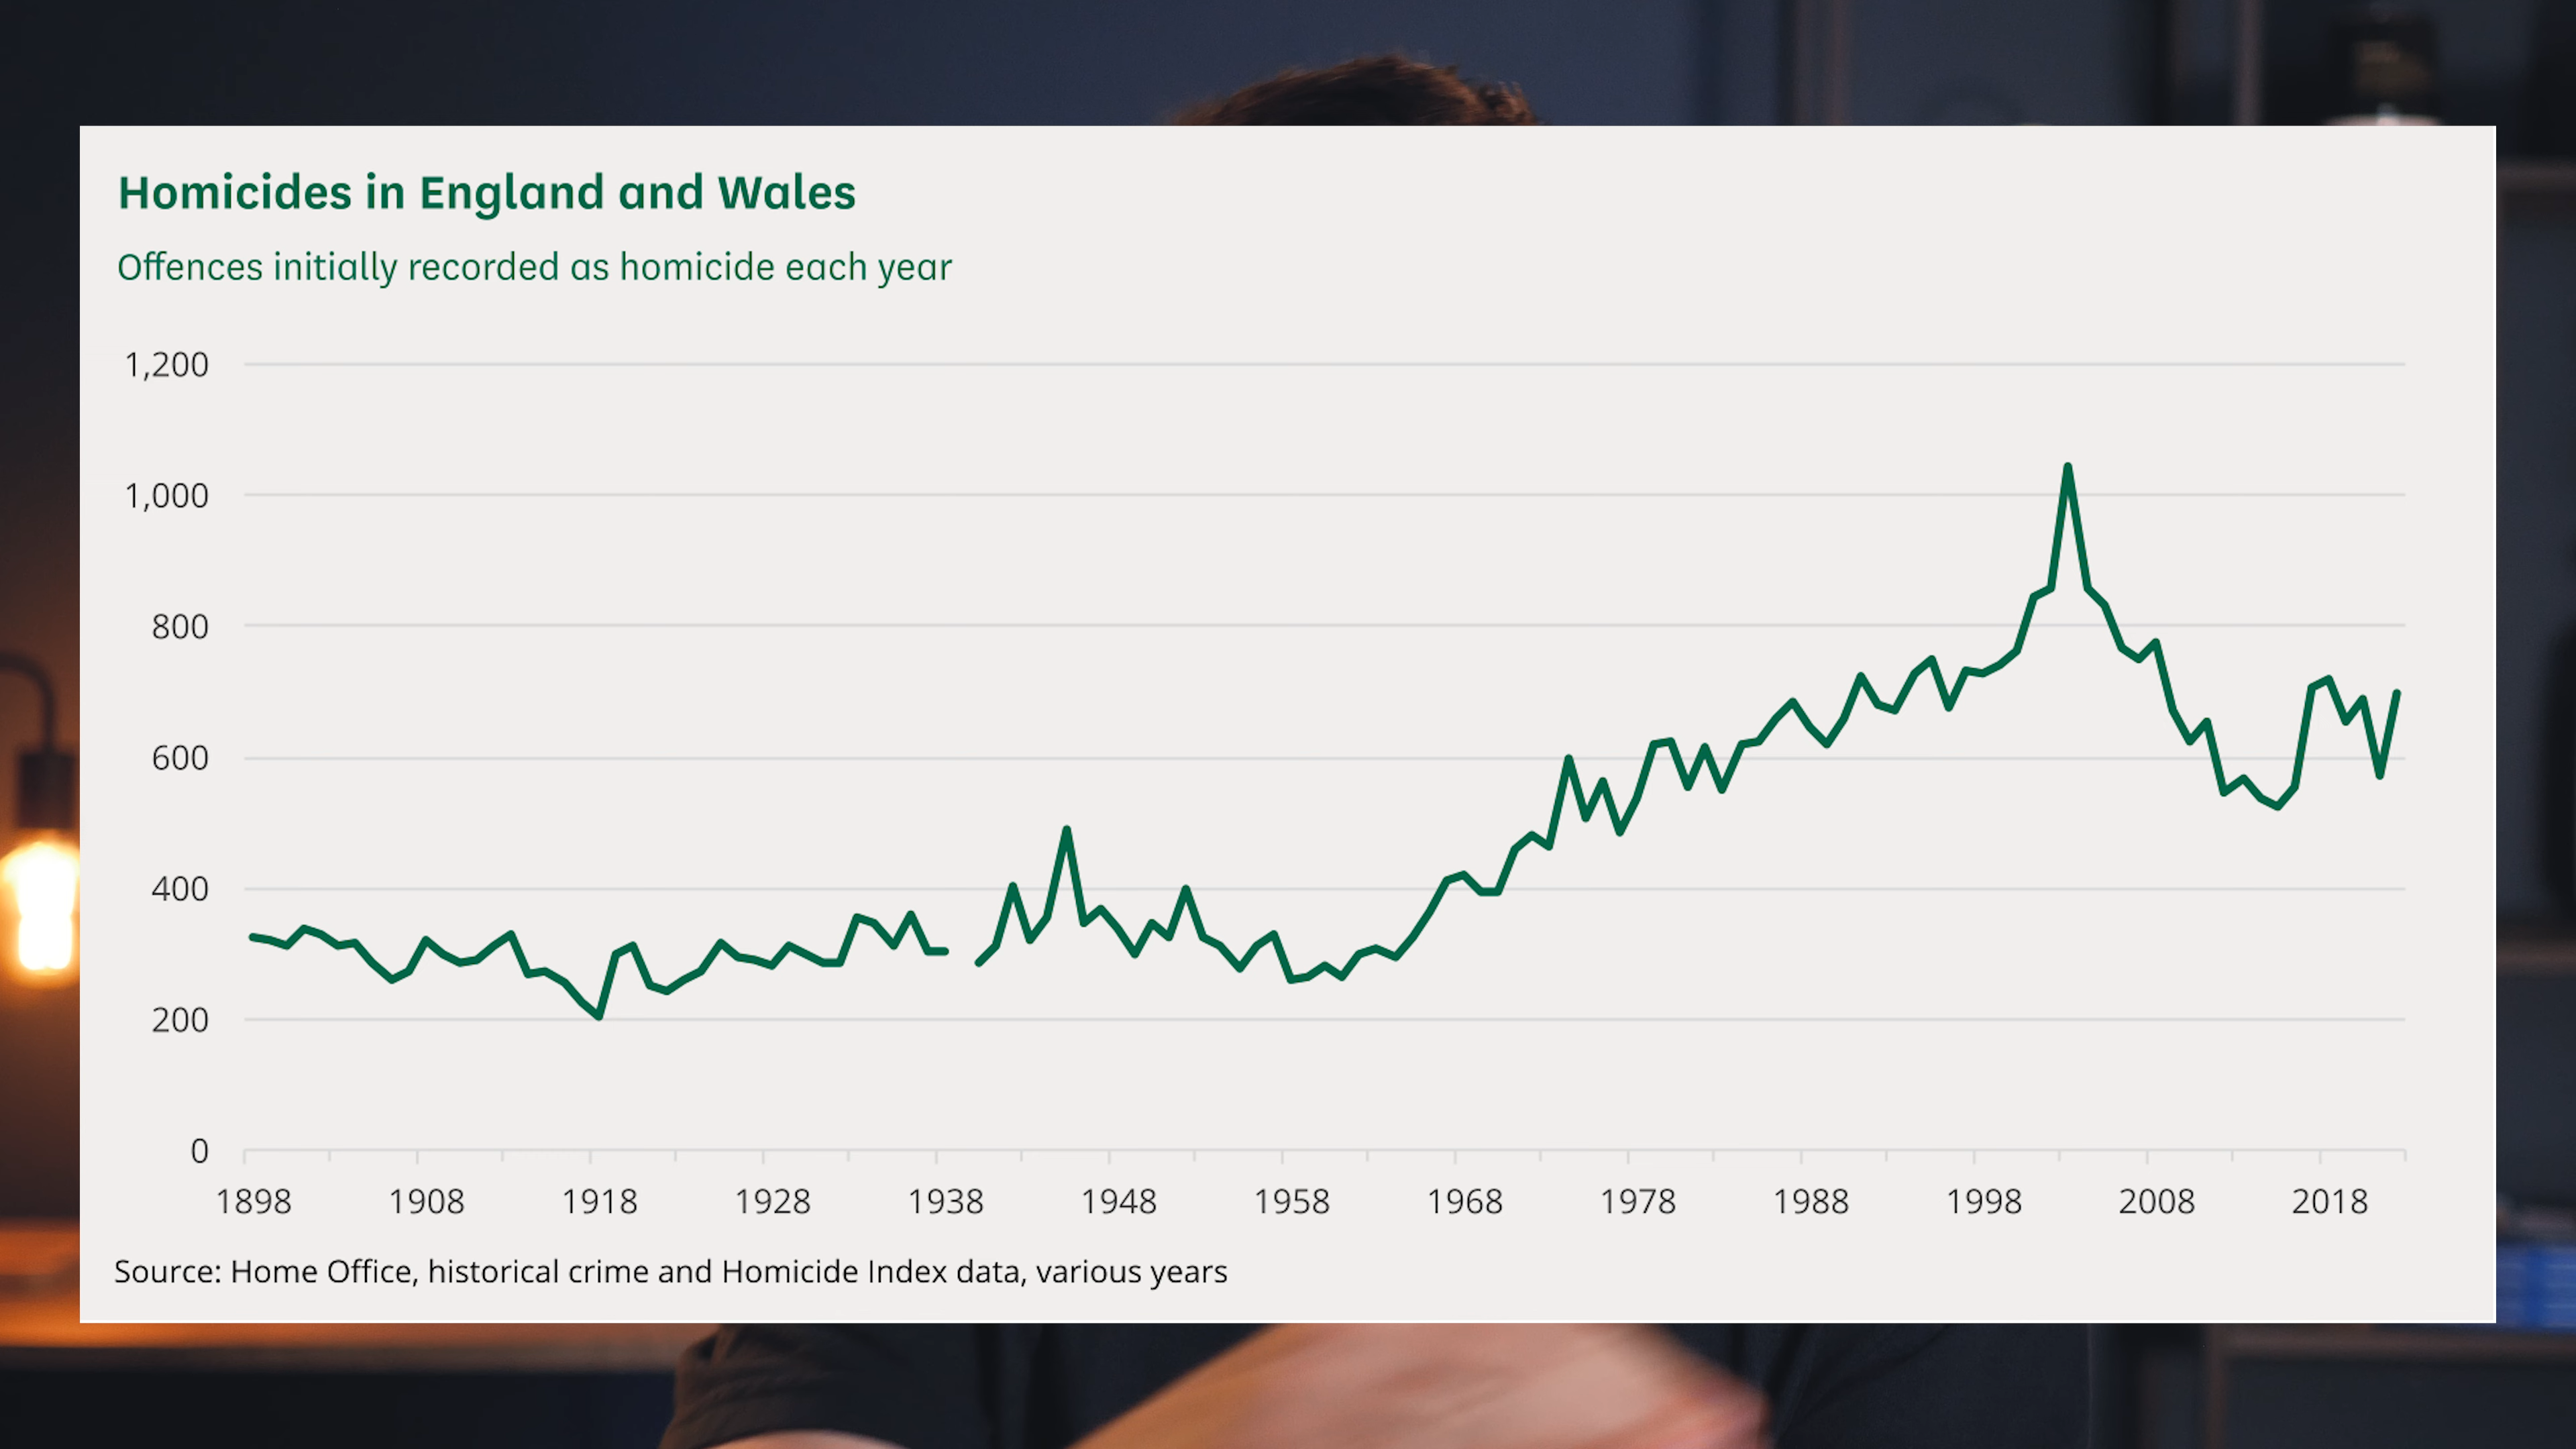 Homicides in England and Wales
Offences initially recorded as homicide each year
1,200
1,000
800
600
400
200
0
1898 1908 1918 1928 1938 1948 1958 1968 1978 1988 1998 2008 2018
Source: Home Office, historical crime and Homicide Index data, various years